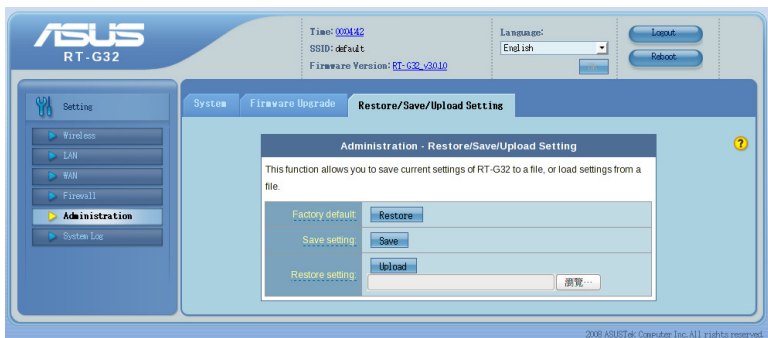 ASUS
RT-G32
Time: 00:04:42
SSID: default
Firmware Version: RT-G32_v3.0.1.0
Language:
English
Logout
Reboot
Setting
Wireless
LAN
WAN
Firewall
Administration
System Log
System
Firmware Upgrade
Restore/Save/Upload Setting
Administration - Restore/Save/Upload Setting
This function allows you to save current settings of RT-G32 to a file, or load settings from a
file.
Factory default:
Restore
Save setting:
Save
Restore setting:
Upload
瀏覽...
?
2008 ASUSTek Computer Inc. All rights reserved.